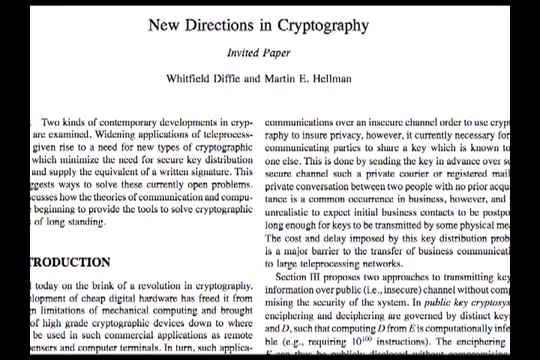 New Directions in Cryptography
Invited Paper
Whitfield Diffie and Martin E. Hellman
Two kinds of contemporary developments in cryp-
are examined. Widening applications of teleprocess-
given rise to a need for new types of cryptographic
which minimize the need for secure key distribution
and supply the equivalent of a written signature. This
ggests ways to solve these currently open problems.
cusses how the theories of communication and compu-
beginning to provide the tools to solve cryptographic
of long standing.
RODUCTION
today on the brink of a revolution in cryptography.
lopment of cheap digital hardware has freed it from
n limitations of mechanical computing and brought
of high grade cryptographic devices down to where
be used in such commercial applications as remote
ensers and computer terminals. In turn, such applica-
communications over an insecure channel order to use crypt
raphy to insure privacy, however, it currently necessary for
communicating parties to share a key which is known to
one else. This is done by sending the key in advance over s
secure channel such a private courier or registered mail
private conversation between two people with no prior acqu
tance is a common occurrence in business, however, and
unrealistic to expect initial business contacts to be postp
long enough for keys to be transmitted by some physical me
The cost and delay imposed by this key distribution prob
is a major barrier to the transfer of business communicati
to large teleprocessing networks.
Section III proposes two approaches to transmitting key
information over public (i.e., insecure) channel without com
mising the security of the system. In public key cryptosys
enciphering and deciphering are governed by distinct keys
and D, such that computing D from E is computationally infe
ble (e.g., requiring 10¹⁰⁰ instructions). The enciphering